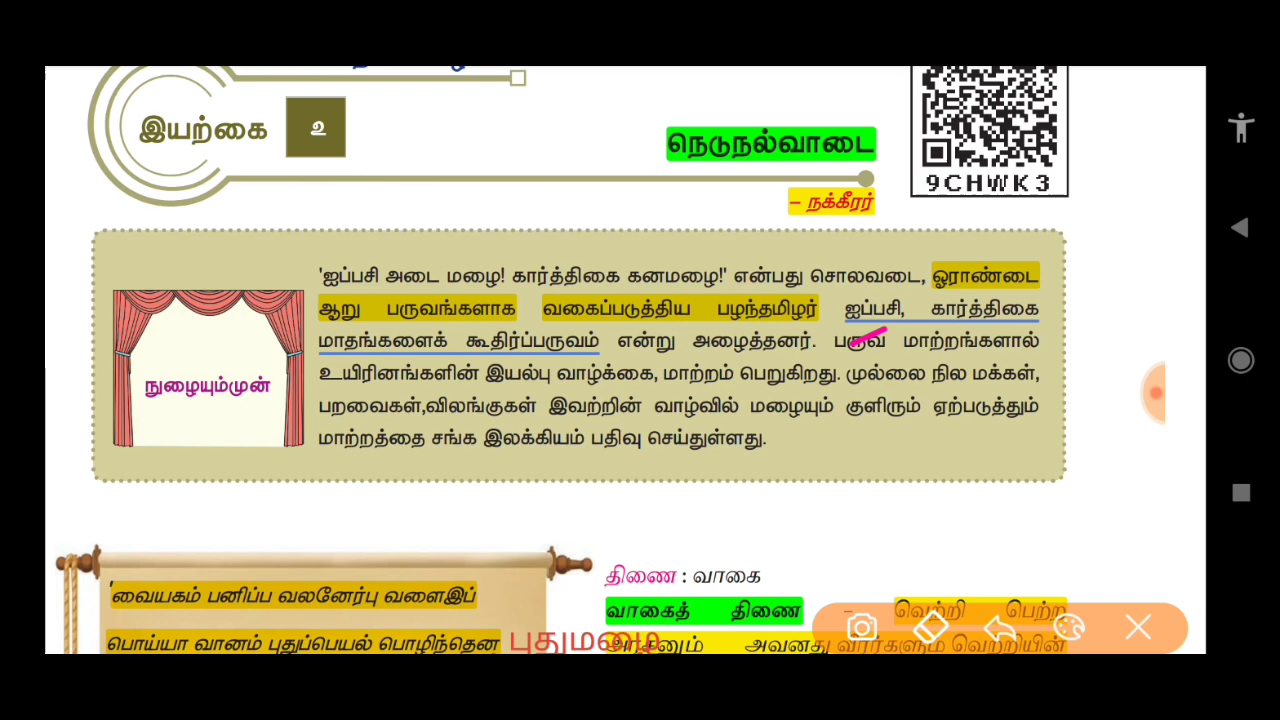 இயற்கை
உ
நெடுநல்வாடை
– நக்கீரர்
9CHWK3
'ஐப்பசி அடை மழை! கார்த்திகை கனமழை!' என்பது சொலவடை, ஓராண்டை
ஆறு பருவங்களாக வகைப்படுத்திய பழந்தமிழர் ஐப்பசி, கார்த்திகை
மாதங்களைக் கூதிர்ப்பருவம் என்று அழைத்தனர். பருவ மாற்றங்களால்
உயிரினங்களின் இயல்பு வாழ்க்கை, மாற்றம் பெறுகிறது. முல்லை நில மக்கள்,
பறவைகள்,விலங்குகள் இவற்றின் வாழ்வில் மழையும் குளிரும் ஏற்படுத்தும்
மாற்றத்தை சங்க இலக்கியம் பதிவு செய்துள்ளது.
நுழையும்முன்
'வையகம் பனிப்ப வலனேர்பு வளைஇப்
பொய்யா வானம் புதுப்பெயல் பொழிந்தென
புதுமழை
திணை : வாகை
வாகைத் திணை – வெற்றி பெற்ற
அரசனும் அவனது வீரர்களும் வெற்றியின்